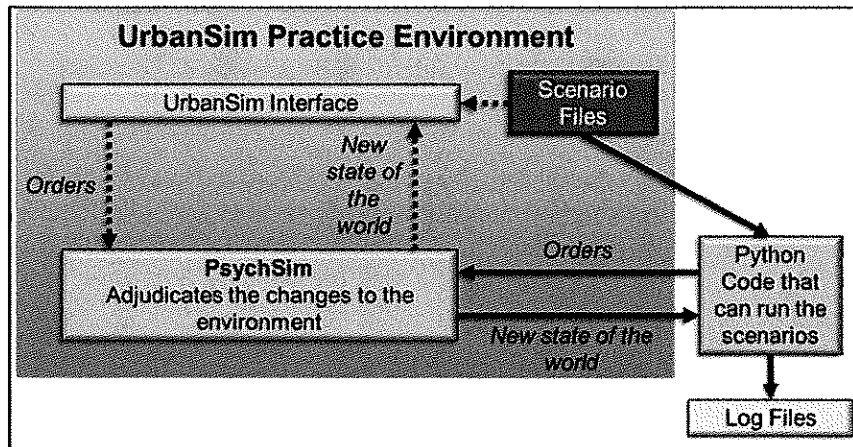 UrbanSim Practice Environment
UrbanSim Interface
Scenario
Files
Orders
New
state of
the
world
PsychSim
Adjudicates the changes to the
environment
Orders
New state of the
world
Python
Code that
can run the
scenarios
Log Files